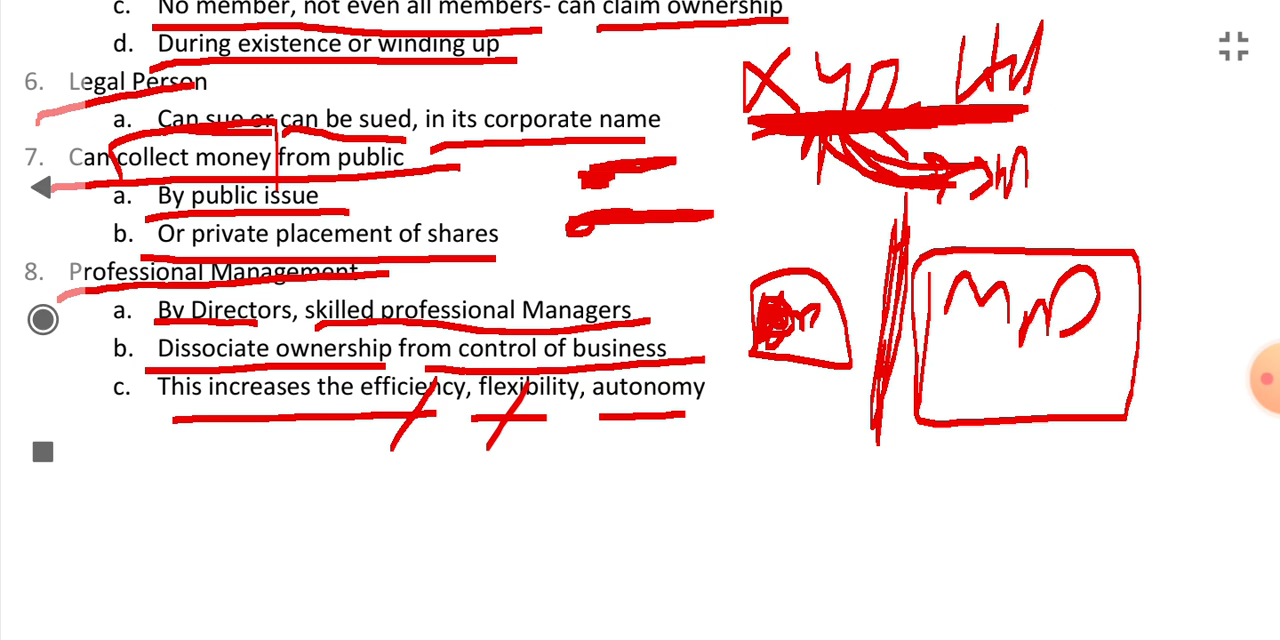 c. No member, not even all members- can claim ownership
d. During existence or winding up
6. Legal Person
a. Can sue or can be sued, in its corporate name
7. Can collect money from public
a. By public issue
b. Or private placement of shares
8. Professional Management
a. By Directors, skilled professional Managers
b. Dissociate ownership from control of business
c. This increases the efficiency, flexibility, autonomy